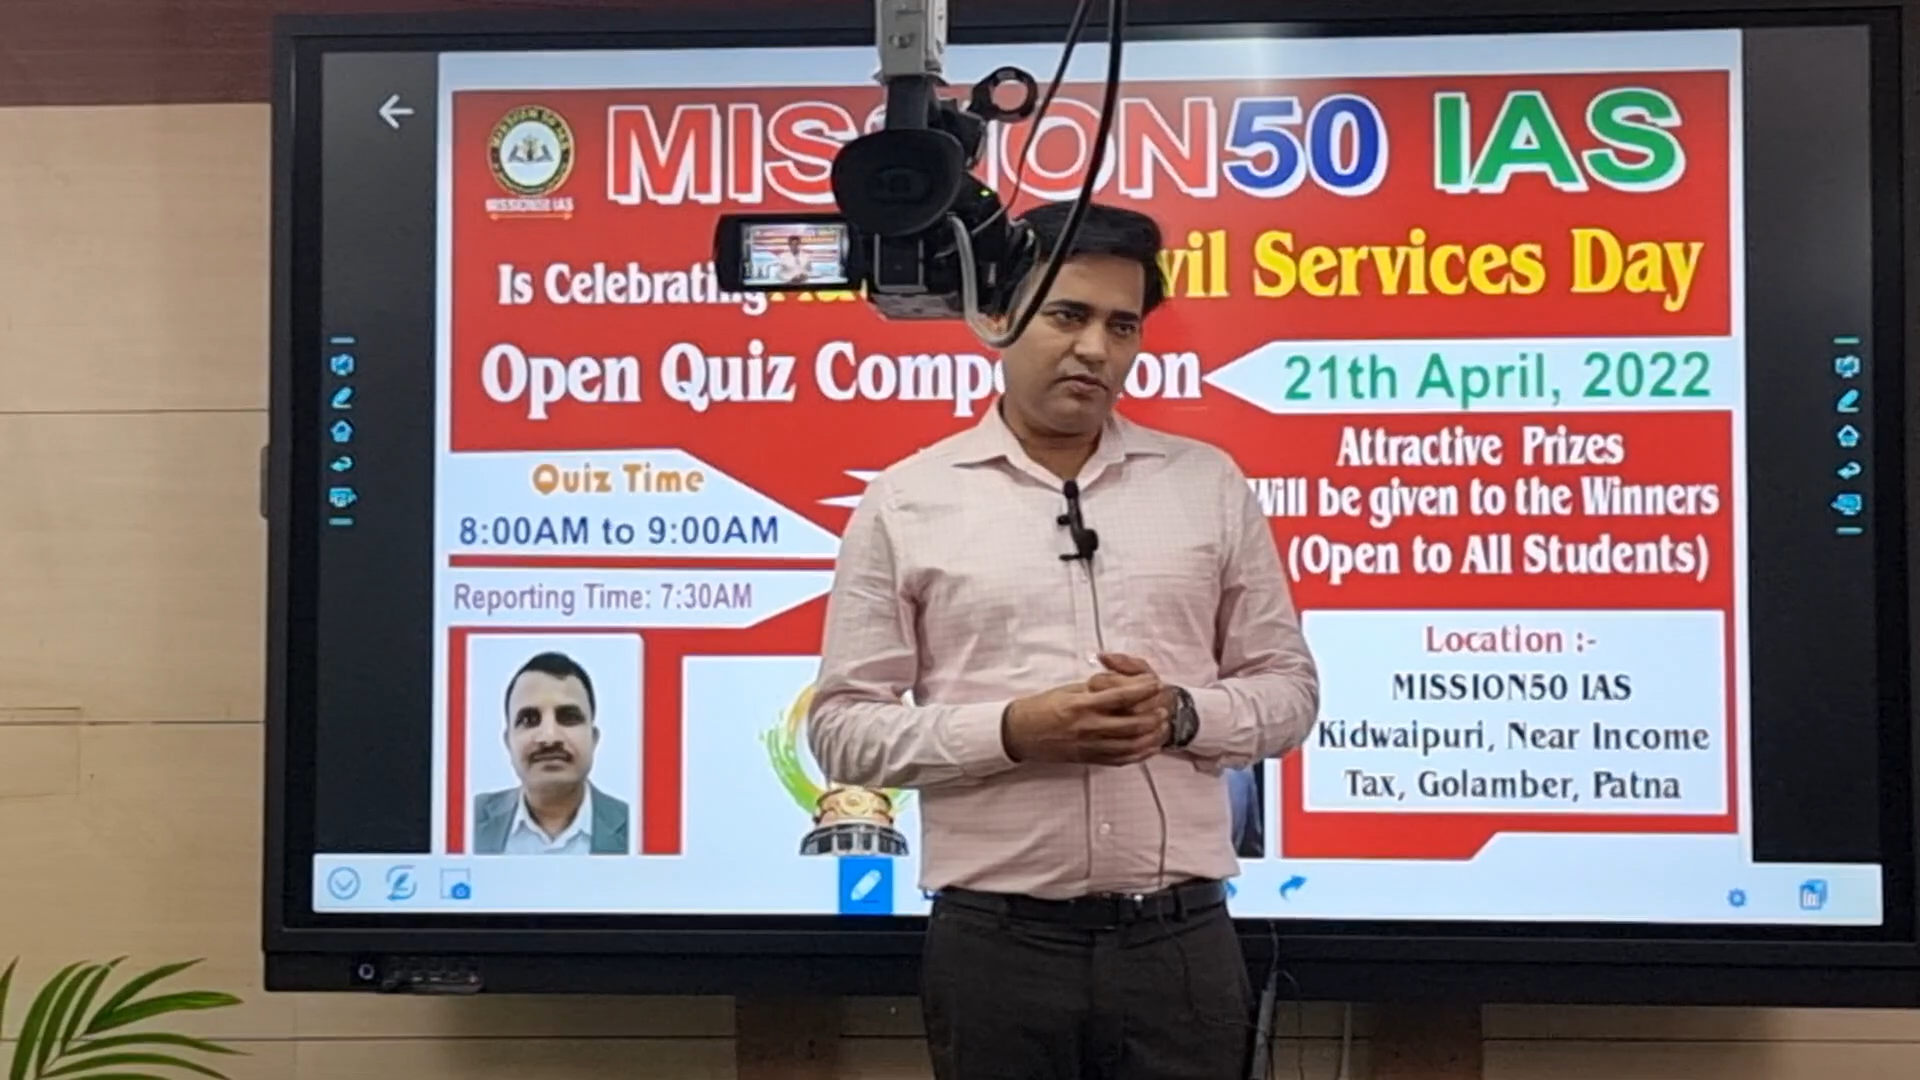 MISSION50 IAS
MISSION50 IAS
Is Celebrating vil Services Day
Open Quiz Comp on
21th April, 2022
Quiz Time
8:00AM to 9:00AM
Reporting Time: 7:30AM
Attractive Prizes
Will be given to the Winners
(Open to All Students)
Location :-
MISSION50 IAS
Kidwaipuri, Near Income
Tax, Golamber, Patna